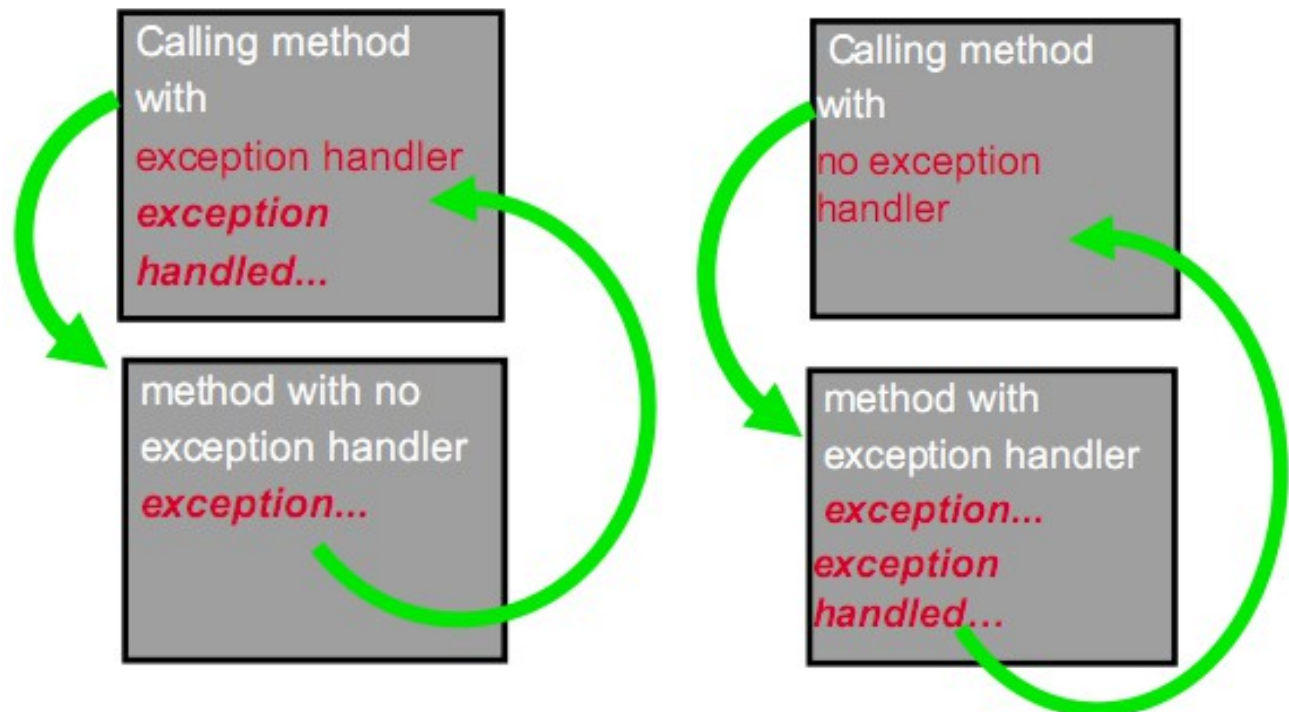 Calling method
with
exception handler
exception
handled...
method with no
exception handler
exception...
Calling method
with
no exception
handler
method with
exception handler
exception...
exception
handled...